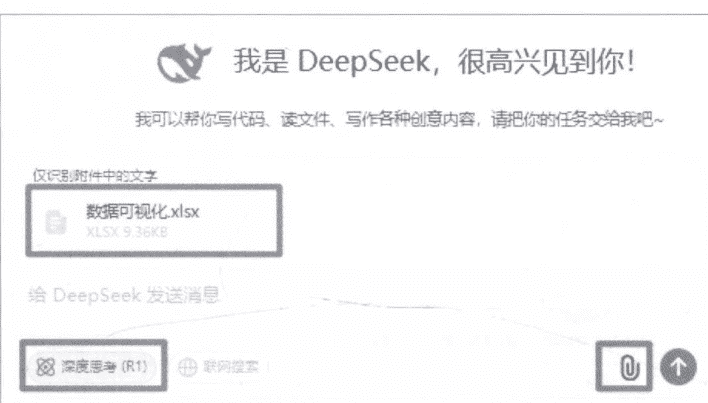 我是 DeepSeek，很高兴见到你！
我可以帮你写代码、读文件、写作各种创意内容，请把你的任务交给我吧~
仅识别附件中的文字
数据可视化.xlsx
XLSX 9.36KB
给 DeepSeek 发送消息
深度思考 (R1) 联网搜索